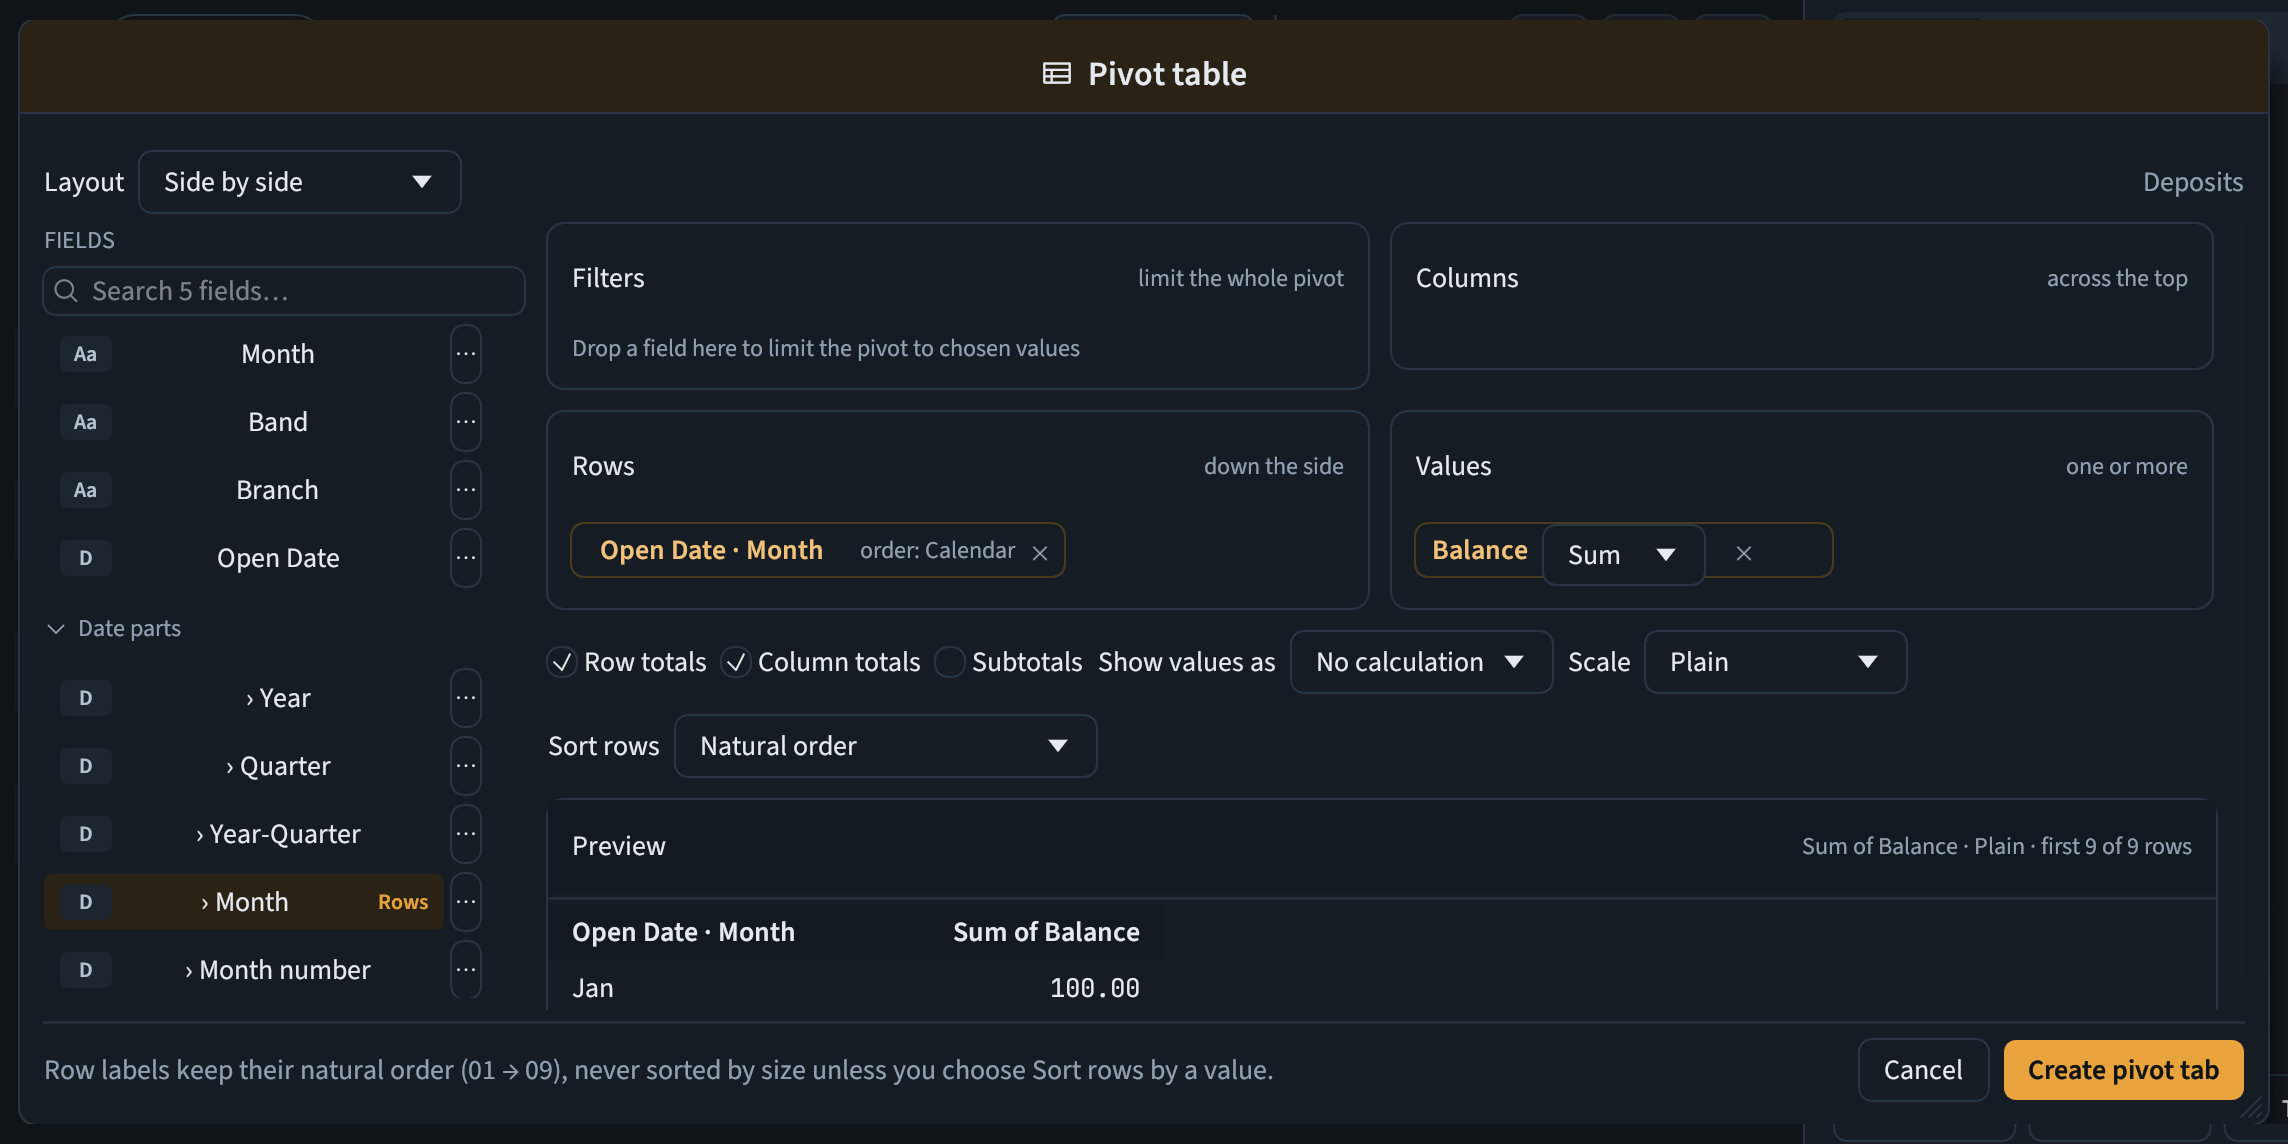 Pivot table
Layout Side by side Deposits
FIELDS
Search 5 fields…
Aa Month ...
Aa Band ...
Aa Branch ...
D Open Date ...
Date parts
D › Year ...
D › Quarter ...
D › Year-Quarter ...
D › Month Rows ...
D › Month number ...
Filters limit the whole pivot
Drop a field here to limit the pivot to chosen values
Columns across the top
Rows down the side
Open Date · Month order: Calendar ×
Values one or more
Balance Sum ×
Row totals Column totals Subtotals Show values as No calculation Scale Plain
Sort rows Natural order
Preview Sum of Balance · Plain · first 9 of 9 rows
Open Date · Month Sum of Balance
Jan 100.00
Row labels keep their natural order (01 → 09), never sorted by size unless you choose Sort rows by a value.
Cancel Create pivot tab